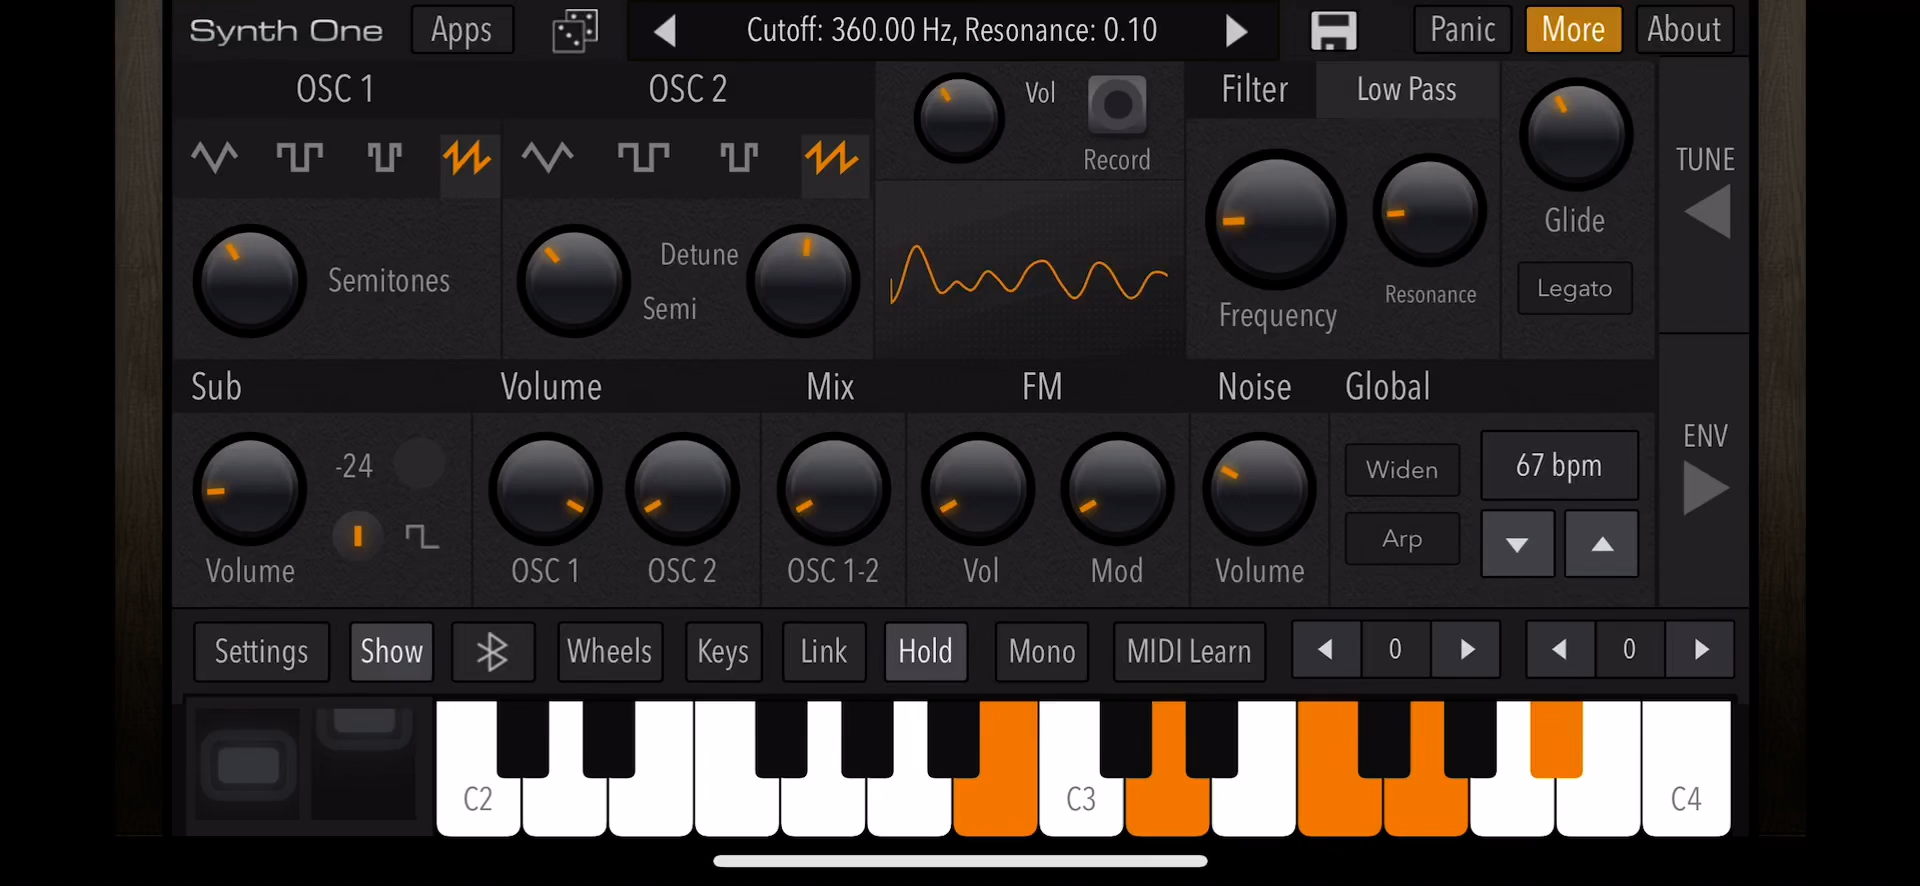 Synth One Apps Cutoff: 360.00 Hz, Resonance: 0.10 Panic More About
OSC 1 OSC 2 Vol Filter Low Pass
Record
TUNE
Glide
Semitones Detune
Semi
Resonance
Legato
Frequency
Sub Volume Mix FM Noise Global
ENV
-24 Widen 67 bpm
Arp
Volume OSC 1 OSC 2 OSC 1-2 Vol Mod Volume
Settings Show Wheels Keys Link Hold Mono MIDI Learn 0 0
C2 C3 C4